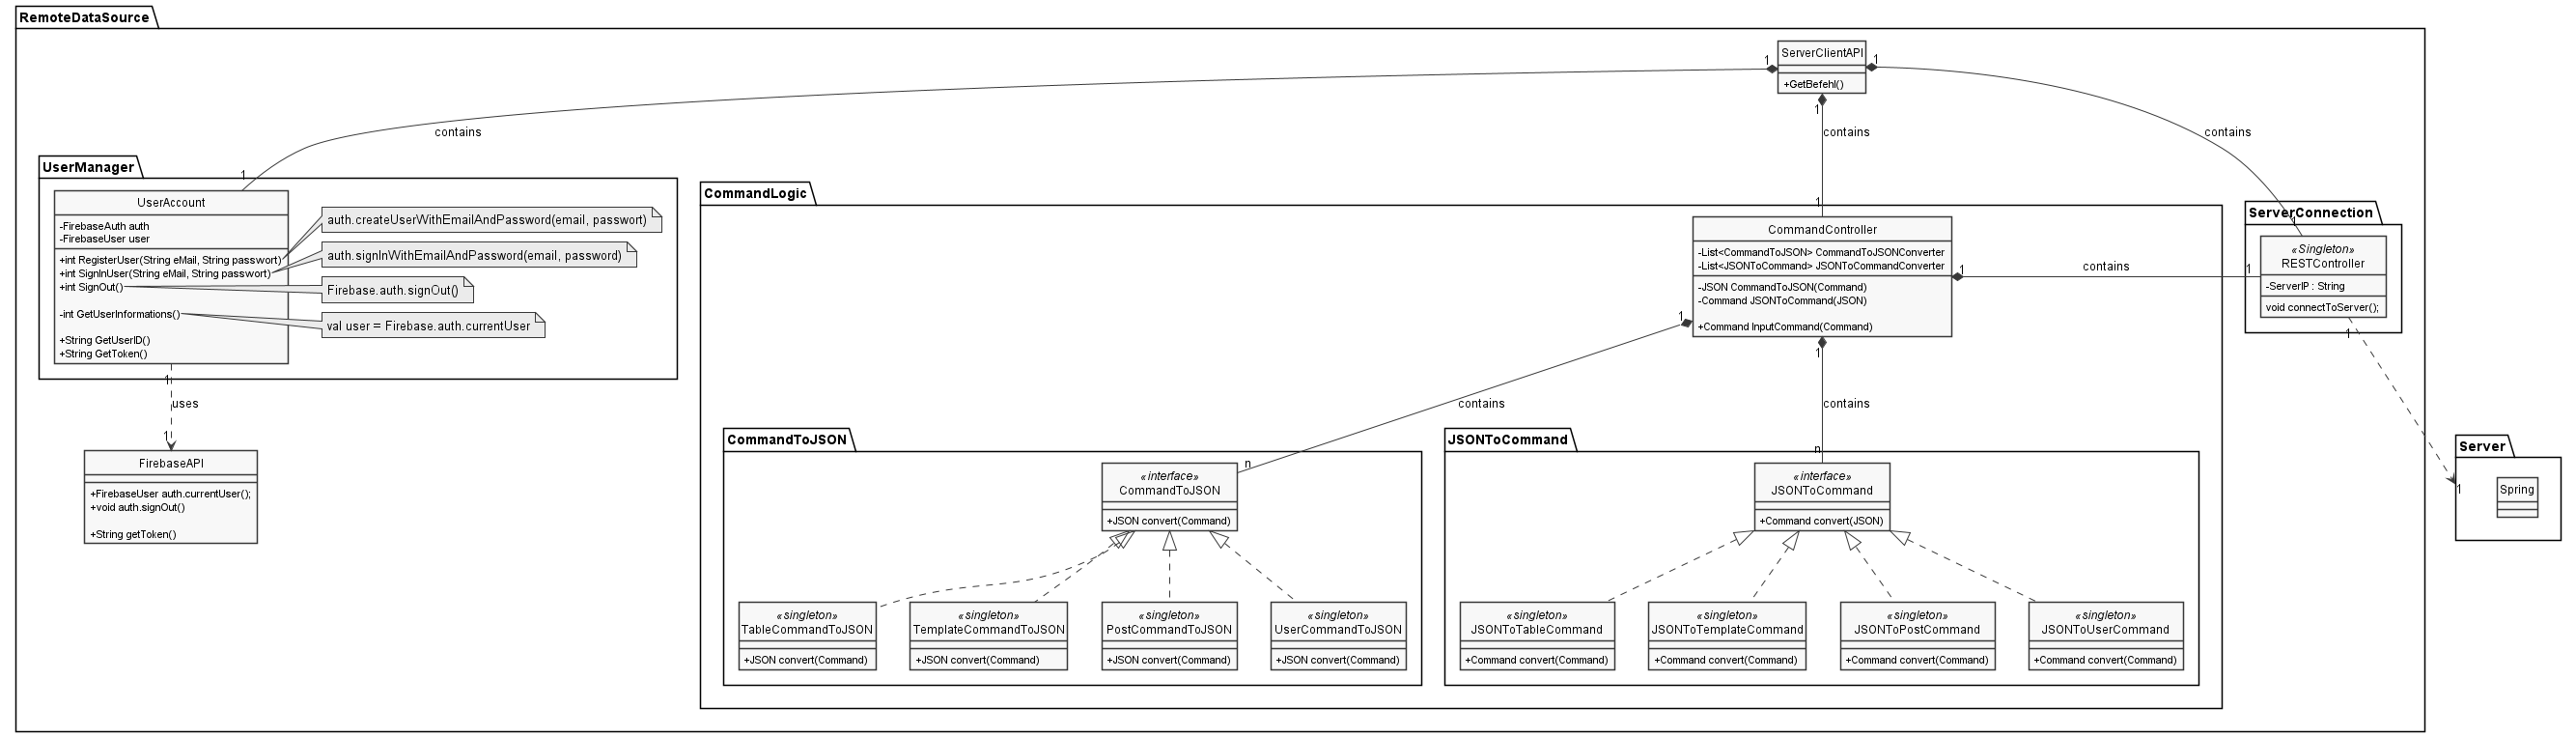 RemoteDataSource
ServerClientAPI
+GetBefehl()
1
1
1
contains
contains
contains
1
1
1
UserManager
UserAccount
-FirebaseAuth auth
-FirebaseUser user
+int RegisterUser(String eMail, String passwort)
+int SignInUser(String eMail, String passwort)
+int SignOut()
-int GetUserInformations()
+String GetUserID()
+String GetToken()
auth.createUserWithEmailAndPassword(email, passwort)
auth.signInWithEmailAndPassword(email, password)
Firebase.auth.signOut()
val user = Firebase.auth.currentUser
1
uses
1
FirebaseAPI
+FirebaseUser auth.currentUser();
+void auth.signOut()
+String getToken()
CommandLogic
CommandController
-List<CommandToJSON> CommandToJSONConverter
-List<JSONToCommand> JSONToCommandConverter
-JSON CommandToJSON(Command)
-Command JSONToCommand(JSON)
+Command InputCommand(Command)
1
contains
1
1
contains
n
1
contains
n
ServerConnection
«Singleton»
RESTController
-ServerIP : String
void connectToServer();
1
1
Server
Spring
CommandToJSON
«interface»
CommandToJSON
+JSON convert(Command)
«singleton»
TableCommandToJSON
+JSON convert(Command)
«singleton»
TemplateCommandToJSON
+JSON convert(Command)
«singleton»
PostCommandToJSON
+JSON convert(Command)
«singleton»
UserCommandToJSON
+JSON convert(Command)
JSONToCommand
«interface»
JSONToCommand
+Command convert(JSON)
«singleton»
JSONToTableCommand
+Command convert(Command)
«singleton»
JSONToTemplateCommand
+Command convert(Command)
«singleton»
JSONToPostCommand
+Command convert(Command)
«singleton»
JSONToUserCommand
+Command convert(Command)